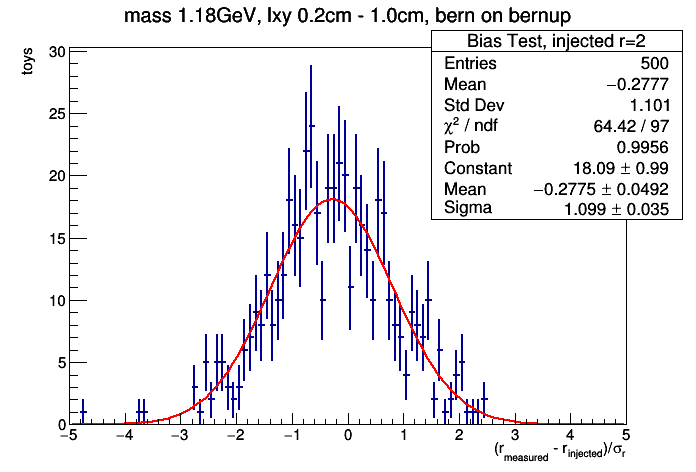 mass 1.18GeV, lxy 0.2cm - 1.0cm, bern on bernup
Bias Test, injected r=2
Entries 500
Mean −0.2777
Std Dev 1.101
χ² / ndf 64.42 / 97
Prob 0.9956
Constant 18.09 ± 0.99
Mean −0.2775 ± 0.0492
Sigma 1.099 ± 0.035
toys
30
25
20
15
10
5
0
−5 −4 −3 −2 −1 0 1 2 3 4 5
(r_measured - r_injected)/σ_r